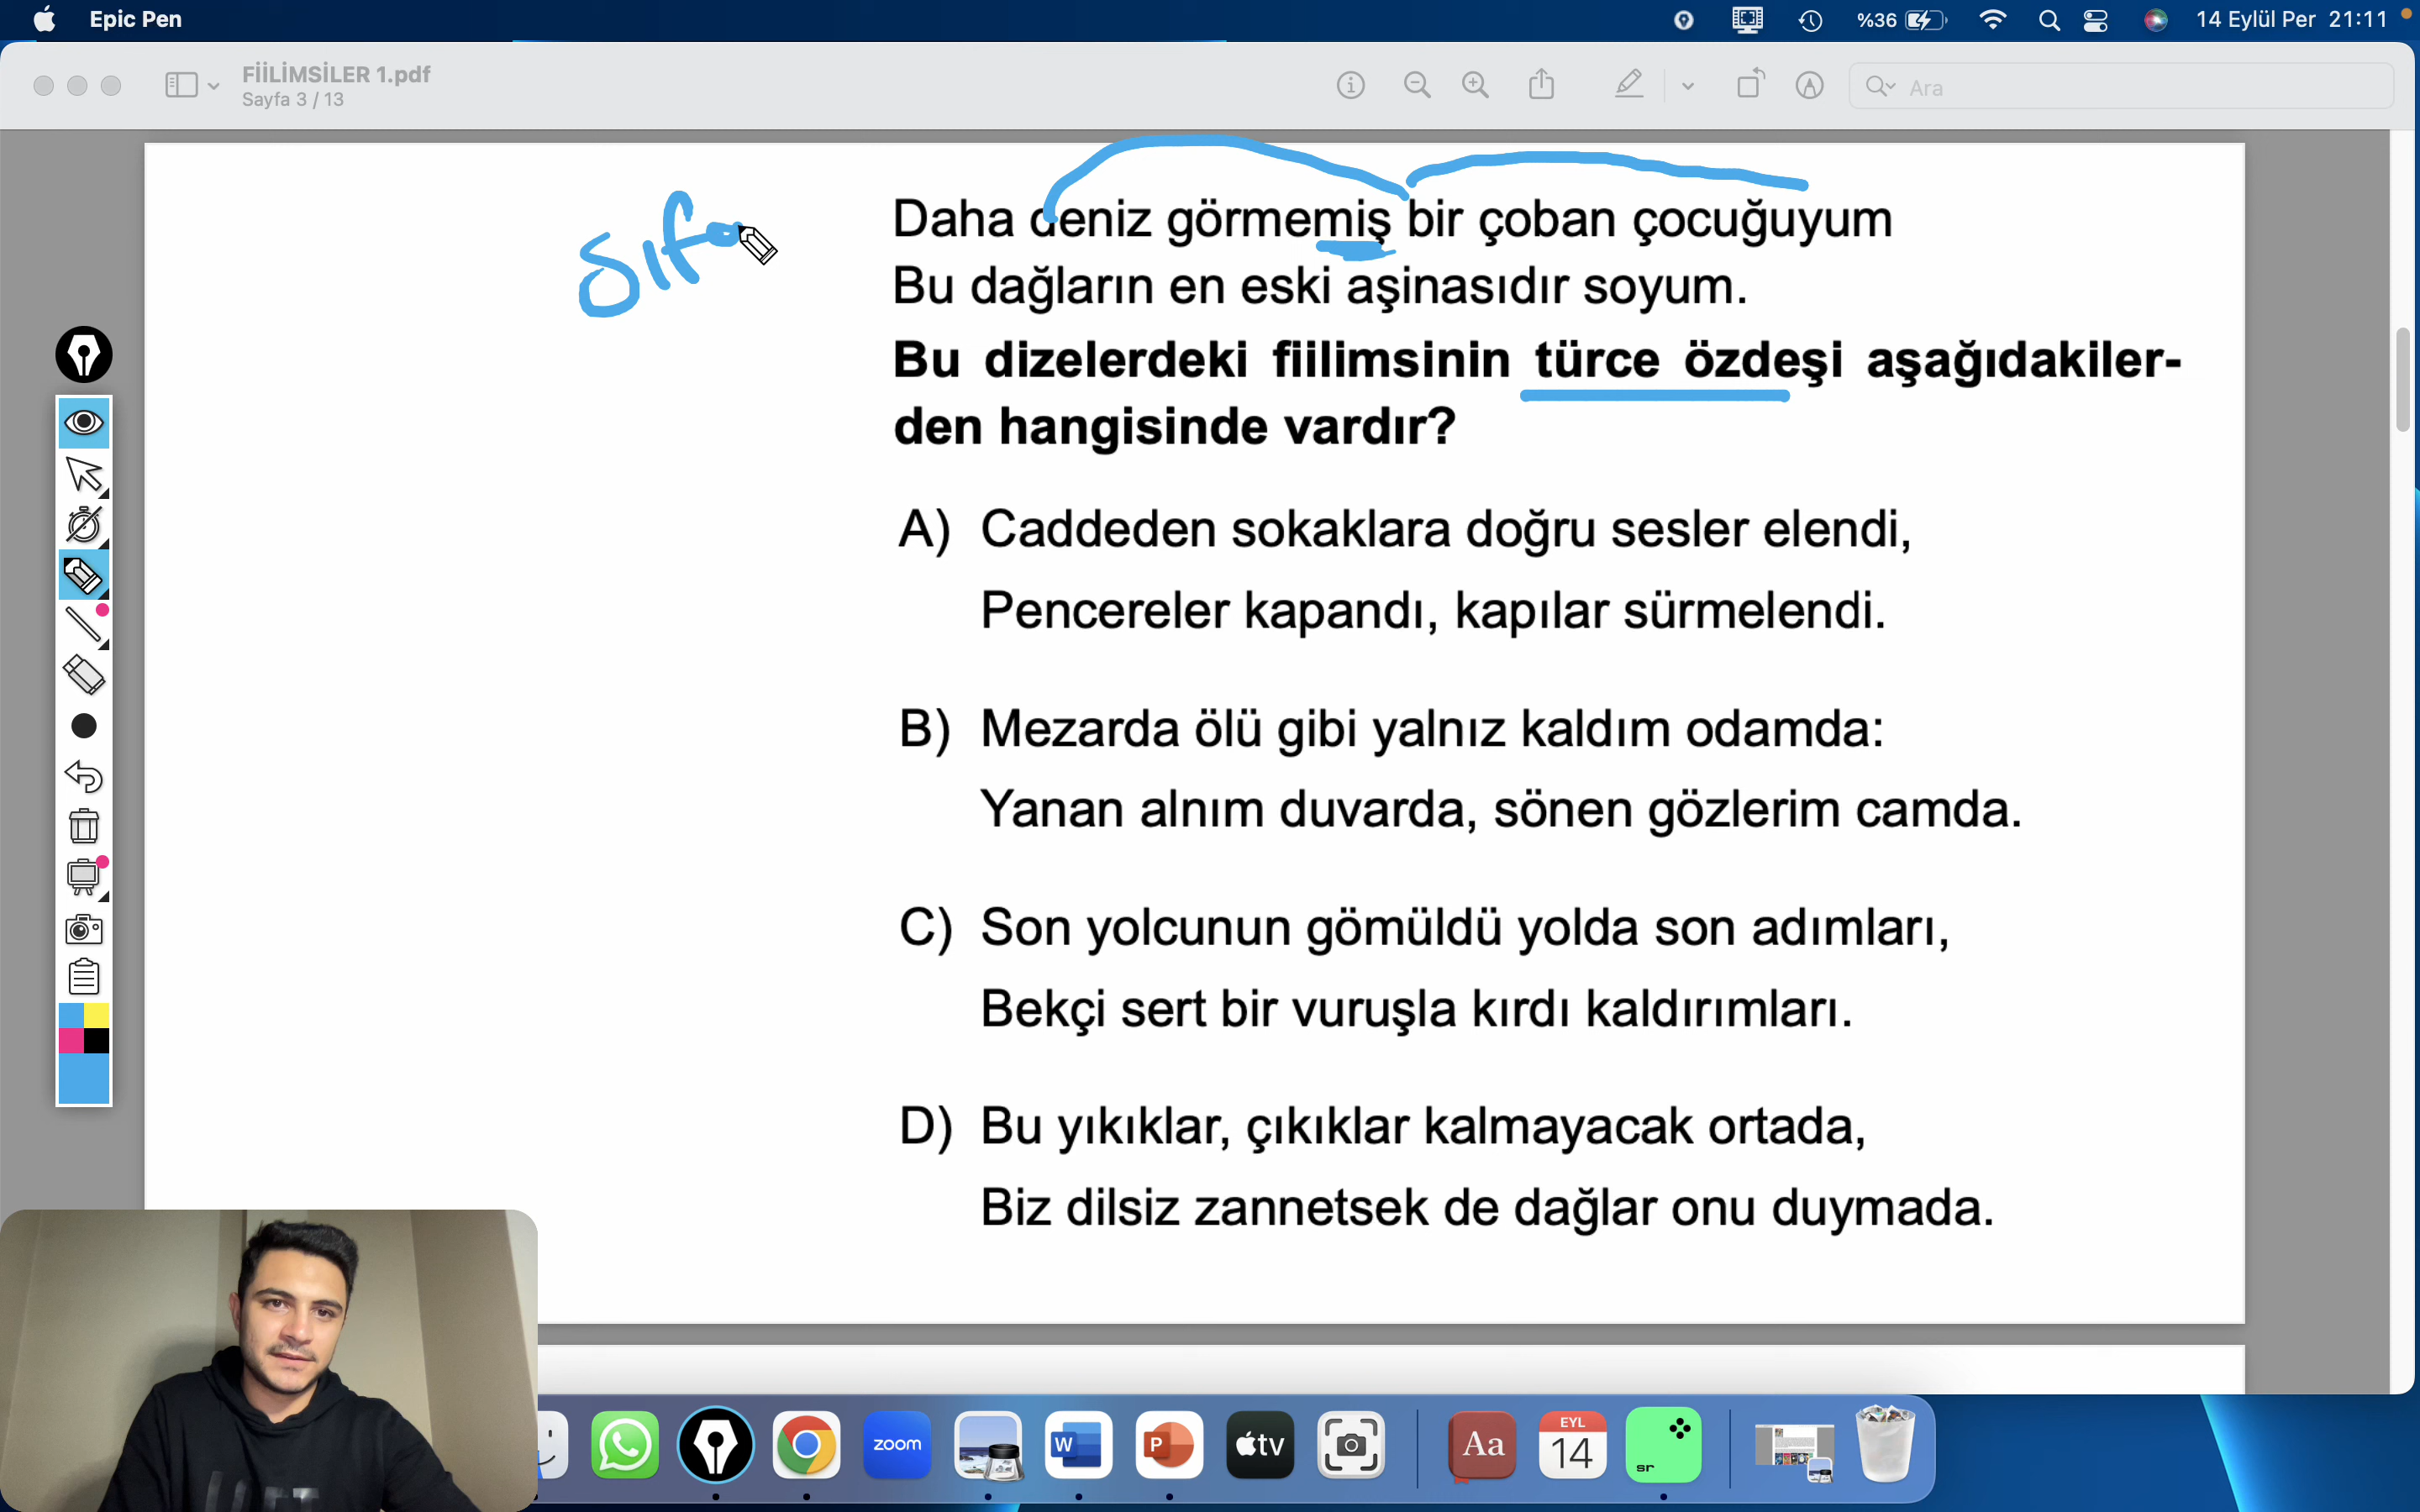 Epic Pen
%36
14 Eylül Per 21:11
FİİLİMSİLER 1.pdf
Sayfa 3 / 13
Ara
Sıfa
Daha deniz görmemiş bir çoban çocuğuyum
Bu dağların en eski aşinasıdır soyum.
Bu dizelerdeki fiilimsinin türce özdeşi aşağıdakiler-
den hangisinde vardır?
A) Caddeden sokaklara doğru sesler elendi,
Pencereler kapandı, kapılar sürmelendi.
B) Mezarda ölü gibi yalnız kaldım odamda:
Yanan alnım duvarda, sönen gözlerim camda.
C) Son yolcunun gömüldü yolda son adımları,
Bekçi sert bir vuruşla kırdı kaldırımları.
D) Bu yıkıklar, çıkıklar kalmayacak ortada,
Biz dilsiz zannetsek de dağlar onu duymada.
zoom
W
P
tv
Aa
EYL
14
sr